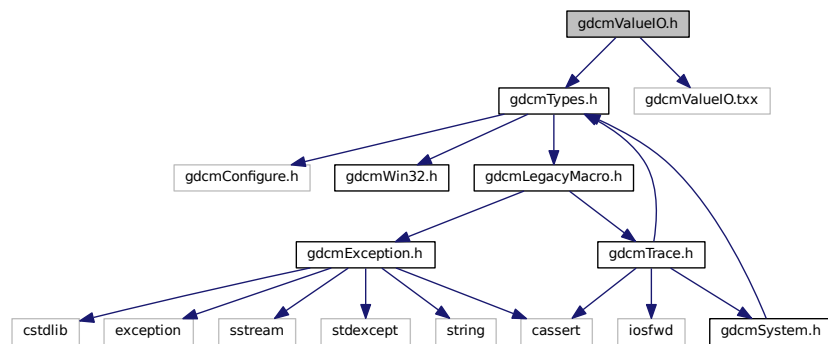 gdcmValueIO.h
gdcmTypes.h
gdcmValueIO.txx
gdcmConfigure.h
gdcmWin32.h
gdcmLegacyMacro.h
gdcmException.h
gdcmTrace.h
cstdlib
exception
sstream
stdexcept
string
cassert
iosfwd
gdcmSystem.h